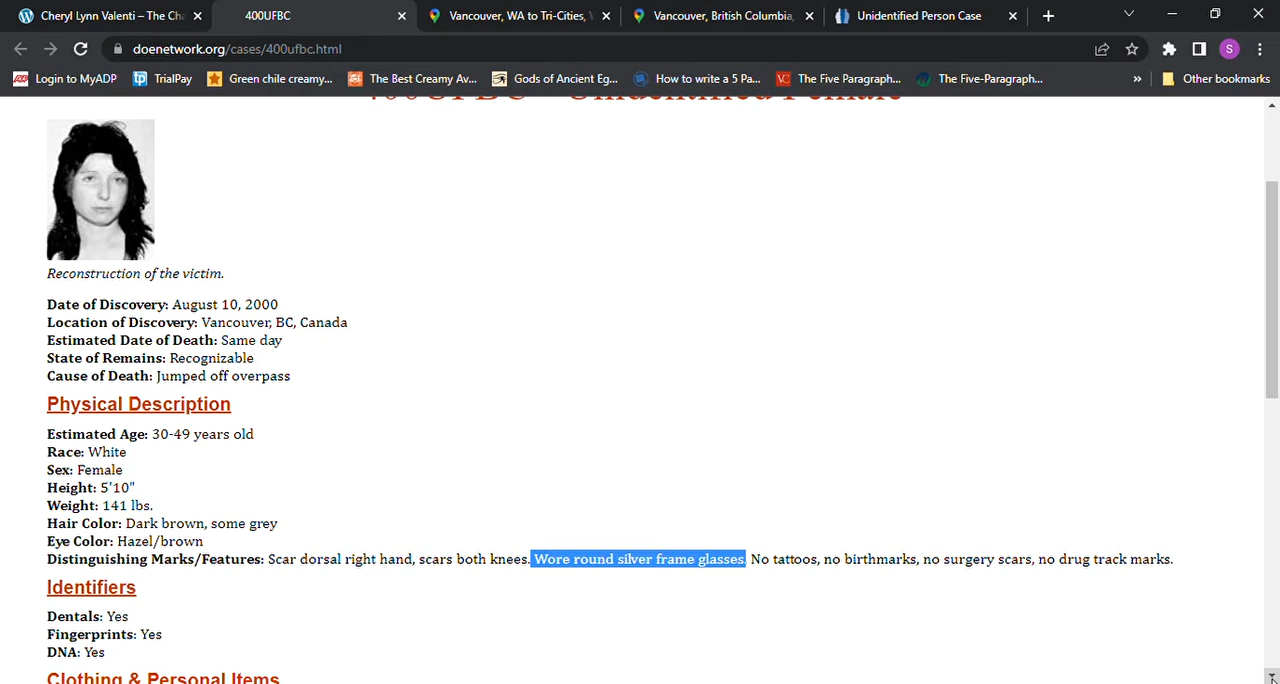 Cheryl Lynn Valenti – The Cha
400UFBC
Vancouver, WA to Tri-Cities, W
Vancouver, British Columbia,
Unidentified Person Case
doenetwork.org/cases/400ufbc.html
S
Login to MyADP
tp TrialPay
Green chile creamy...
The Best Creamy Av...
Gods of Ancient Eg...
How to write a 5 Pa...
VC The Five Paragraph...
The Five-Paragraph...
»
Other bookmarks
400UFBC - Unidentified Female
Reconstruction of the victim.
Date of Discovery: August 10, 2000
Location of Discovery: Vancouver, BC, Canada
Estimated Date of Death: Same day
State of Remains: Recognizable
Cause of Death: Jumped off overpass
Physical Description
Estimated Age: 30-49 years old
Race: White
Sex: Female
Height: 5'10"
Weight: 141 lbs.
Hair Color: Dark brown, some grey
Eye Color: Hazel/brown
Distinguishing Marks/Features: Scar dorsal right hand, scars both knees. Wore round silver frame glasses. No tattoos, no birthmarks, no surgery scars, no drug track marks.
Identifiers
Dentals: Yes
Fingerprints: Yes
DNA: Yes
Clothing & Personal Items